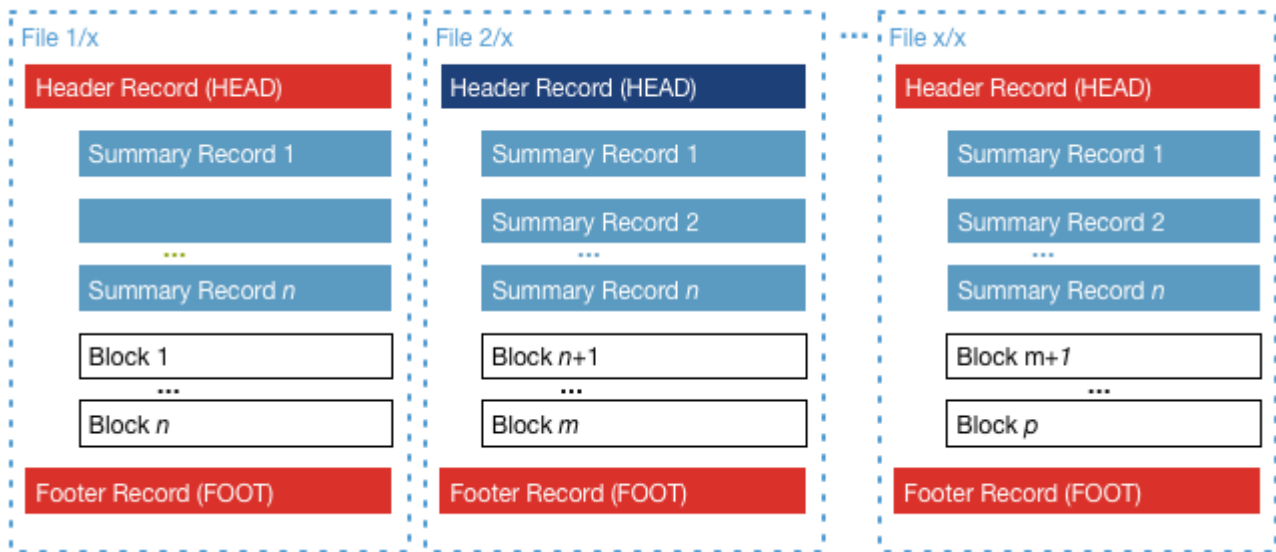 File 1/x
Header Record (HEAD)
Summary Record 1
...
Summary Record n
Block 1
...
Block n
Footer Record (FOOT)
File 2/x
Header Record (HEAD)
Summary Record 1
Summary Record 2
...
Summary Record n
Block n+1
...
Block m
Footer Record (FOOT)
...
File x/x
Header Record (HEAD)
Summary Record 1
Summary Record 2
...
Summary Record n
Block m+1
...
Block p
Footer Record (FOOT)